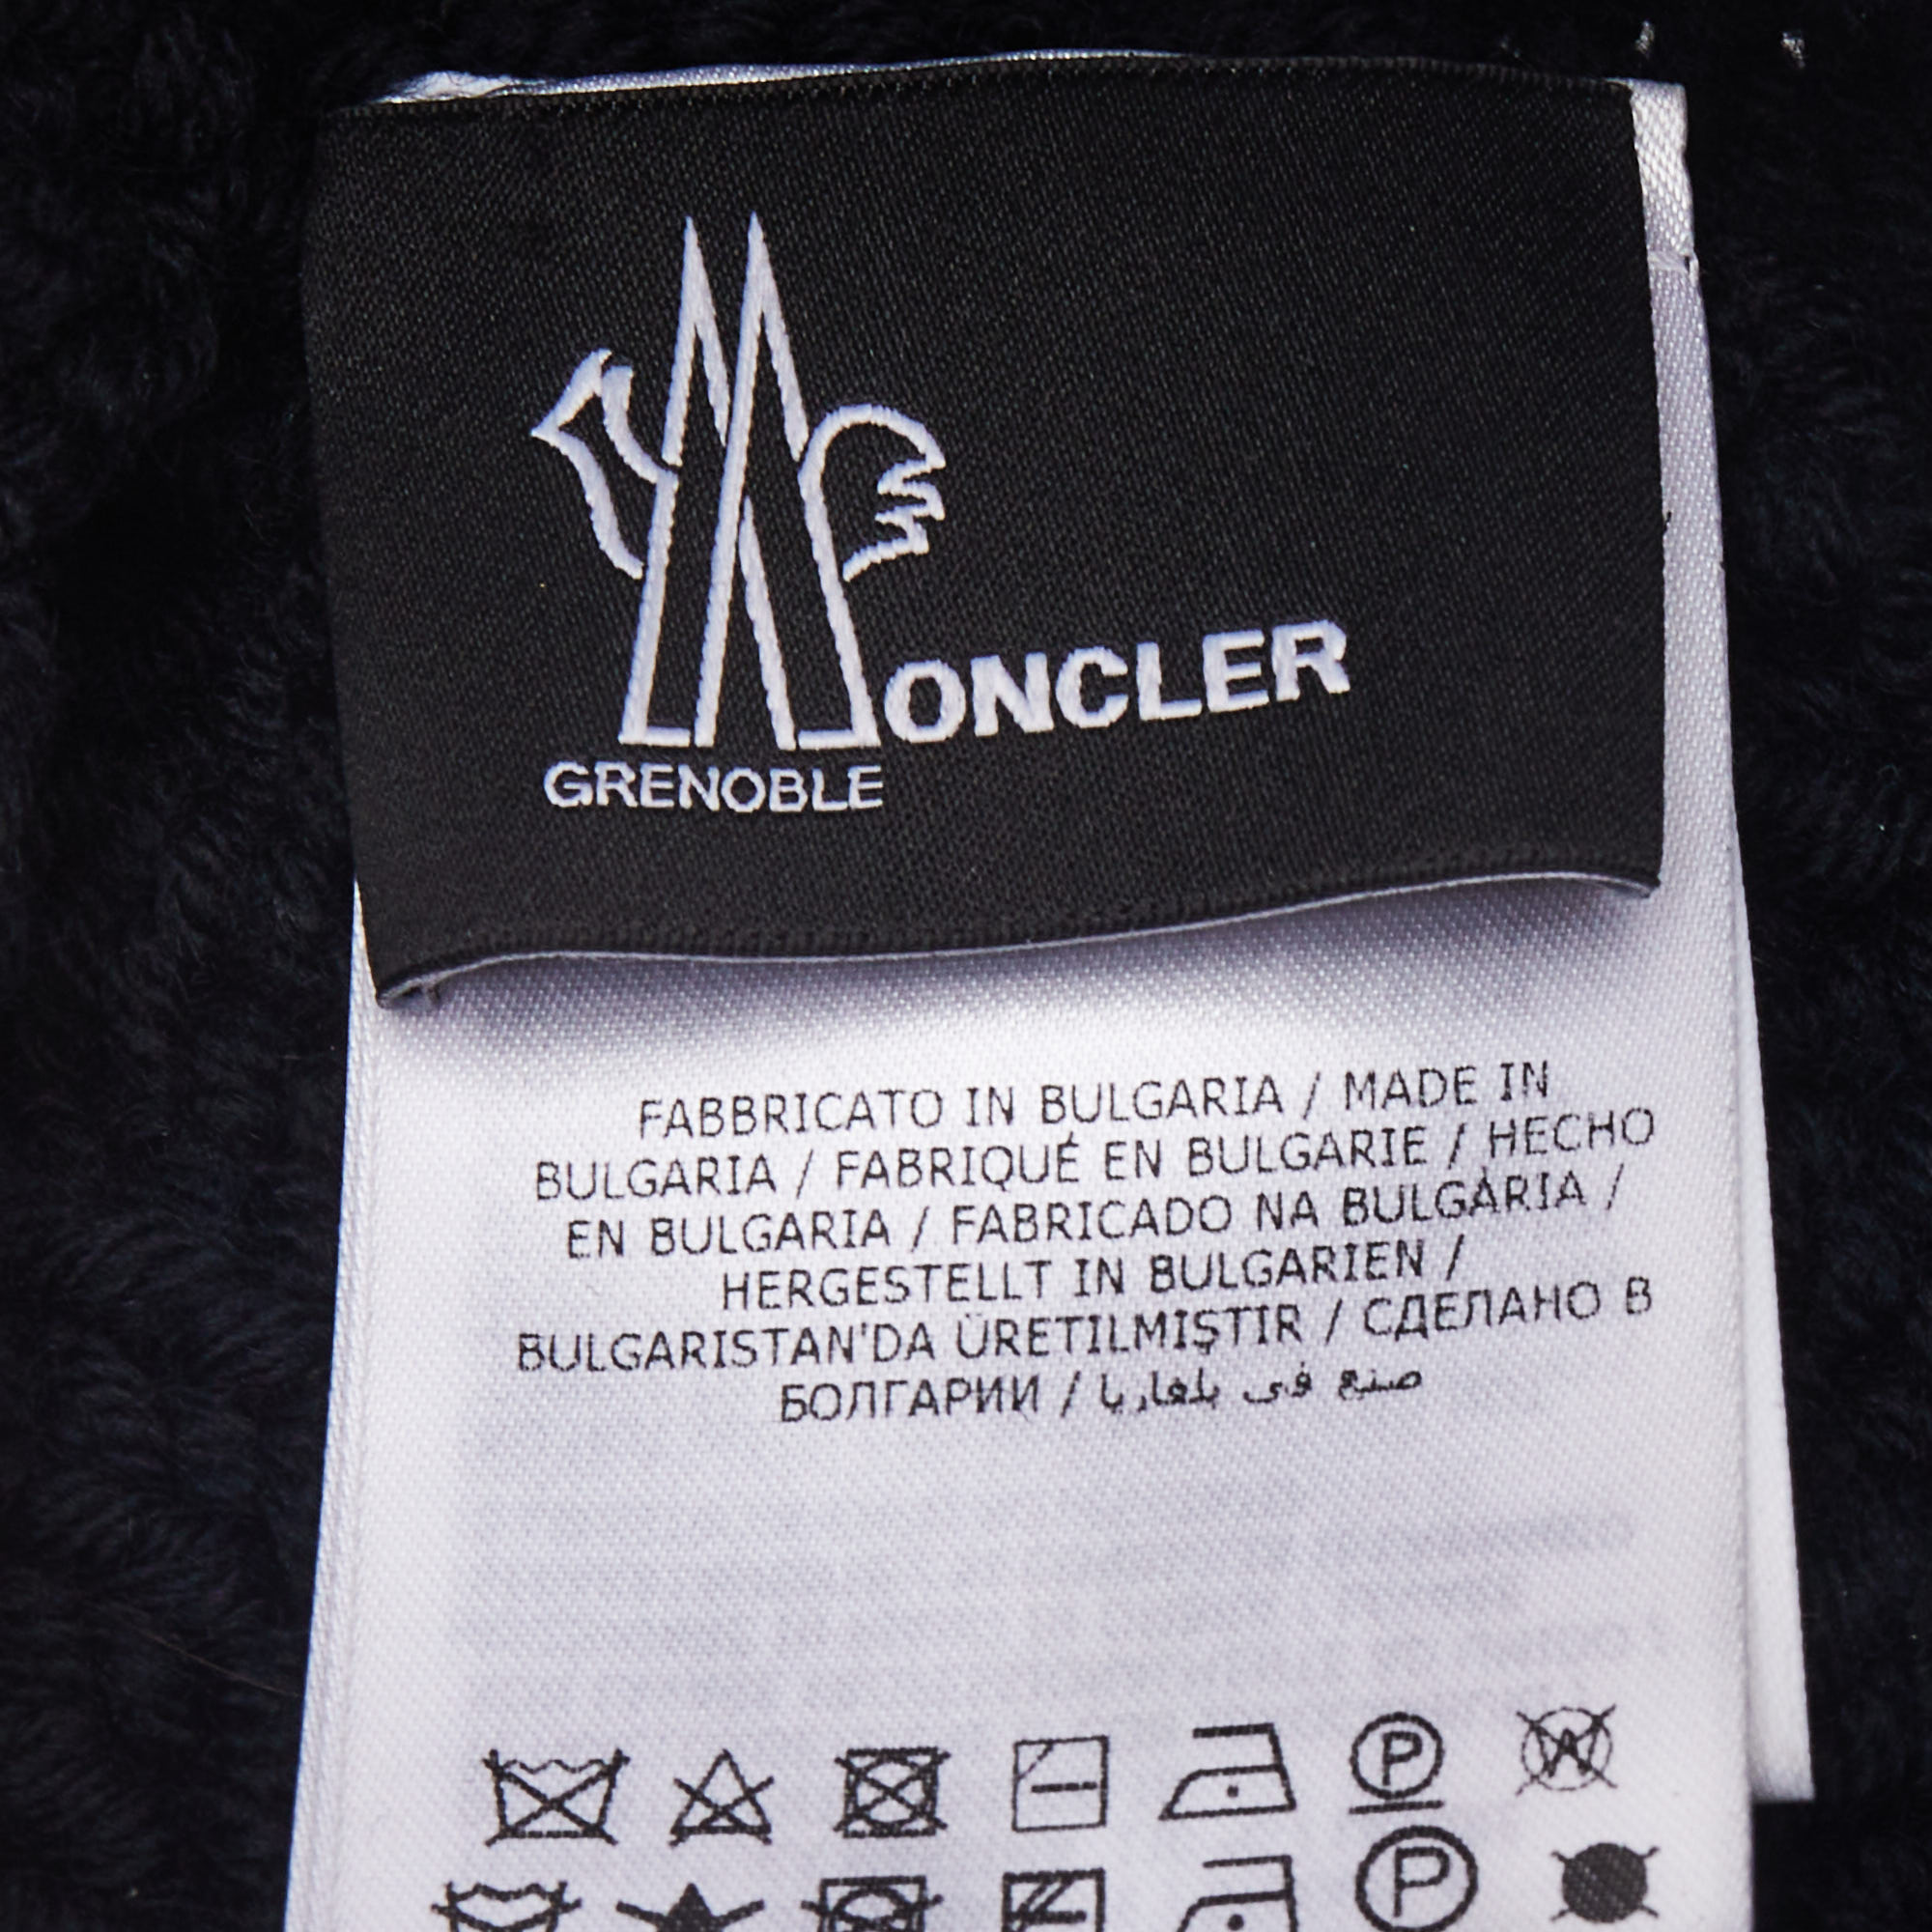 MONCLER
GRENOBLE
FABBRICATO IN BULGARIA / MADE IN
BULGARIA / FABRIQUÉ EN BULGARIE / HECHO
EN BULGARIA / FABRICADO NA BULGÁRIA /
HERGESTELLT IN BULGARIEN /
BULGARISTAN'DA ÜRETILMIŞTIR / СДЕЛАНО В
БОЛГАРИИ / صنع في بلغاريا
P W
P